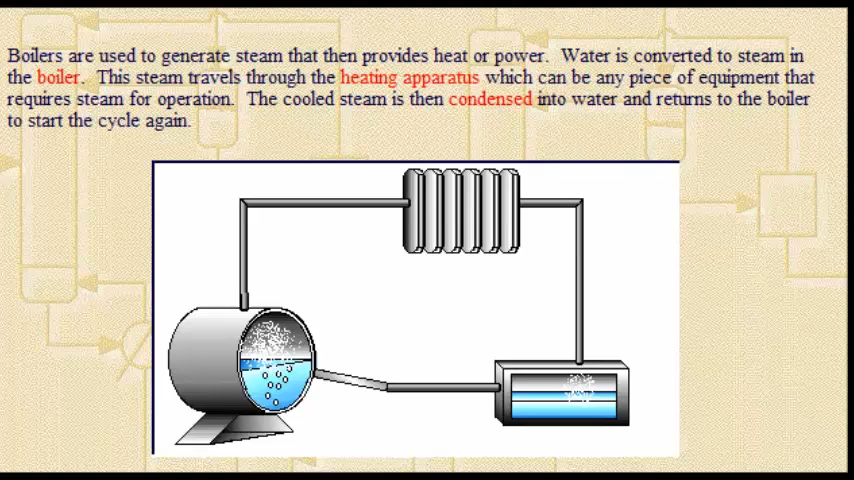 Boilers are used to generate steam that then provides heat or power.  Water is converted to steam in
the boiler.  This steam travels through the heating apparatus which can be any piece of equipment that
requires steam for operation.  The cooled steam is then condensed into water and returns to the boiler
to start the cycle again.